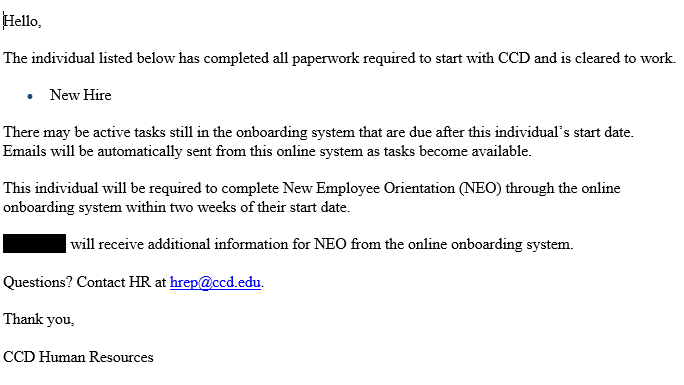 Hello,
The individual listed below has completed all paperwork required to start with CCD and is cleared to work.
• New Hire
There may be active tasks still in the onboarding system that are due after this individual’s start date.
Emails will be automatically sent from this online system as tasks become available.
This individual will be required to complete New Employee Orientation (NEO) through the online
onboarding system within two weeks of their start date.
will receive additional information for NEO from the online onboarding system.
Questions? Contact HR at hrep@ccd.edu.
Thank you,
CCD Human Resources